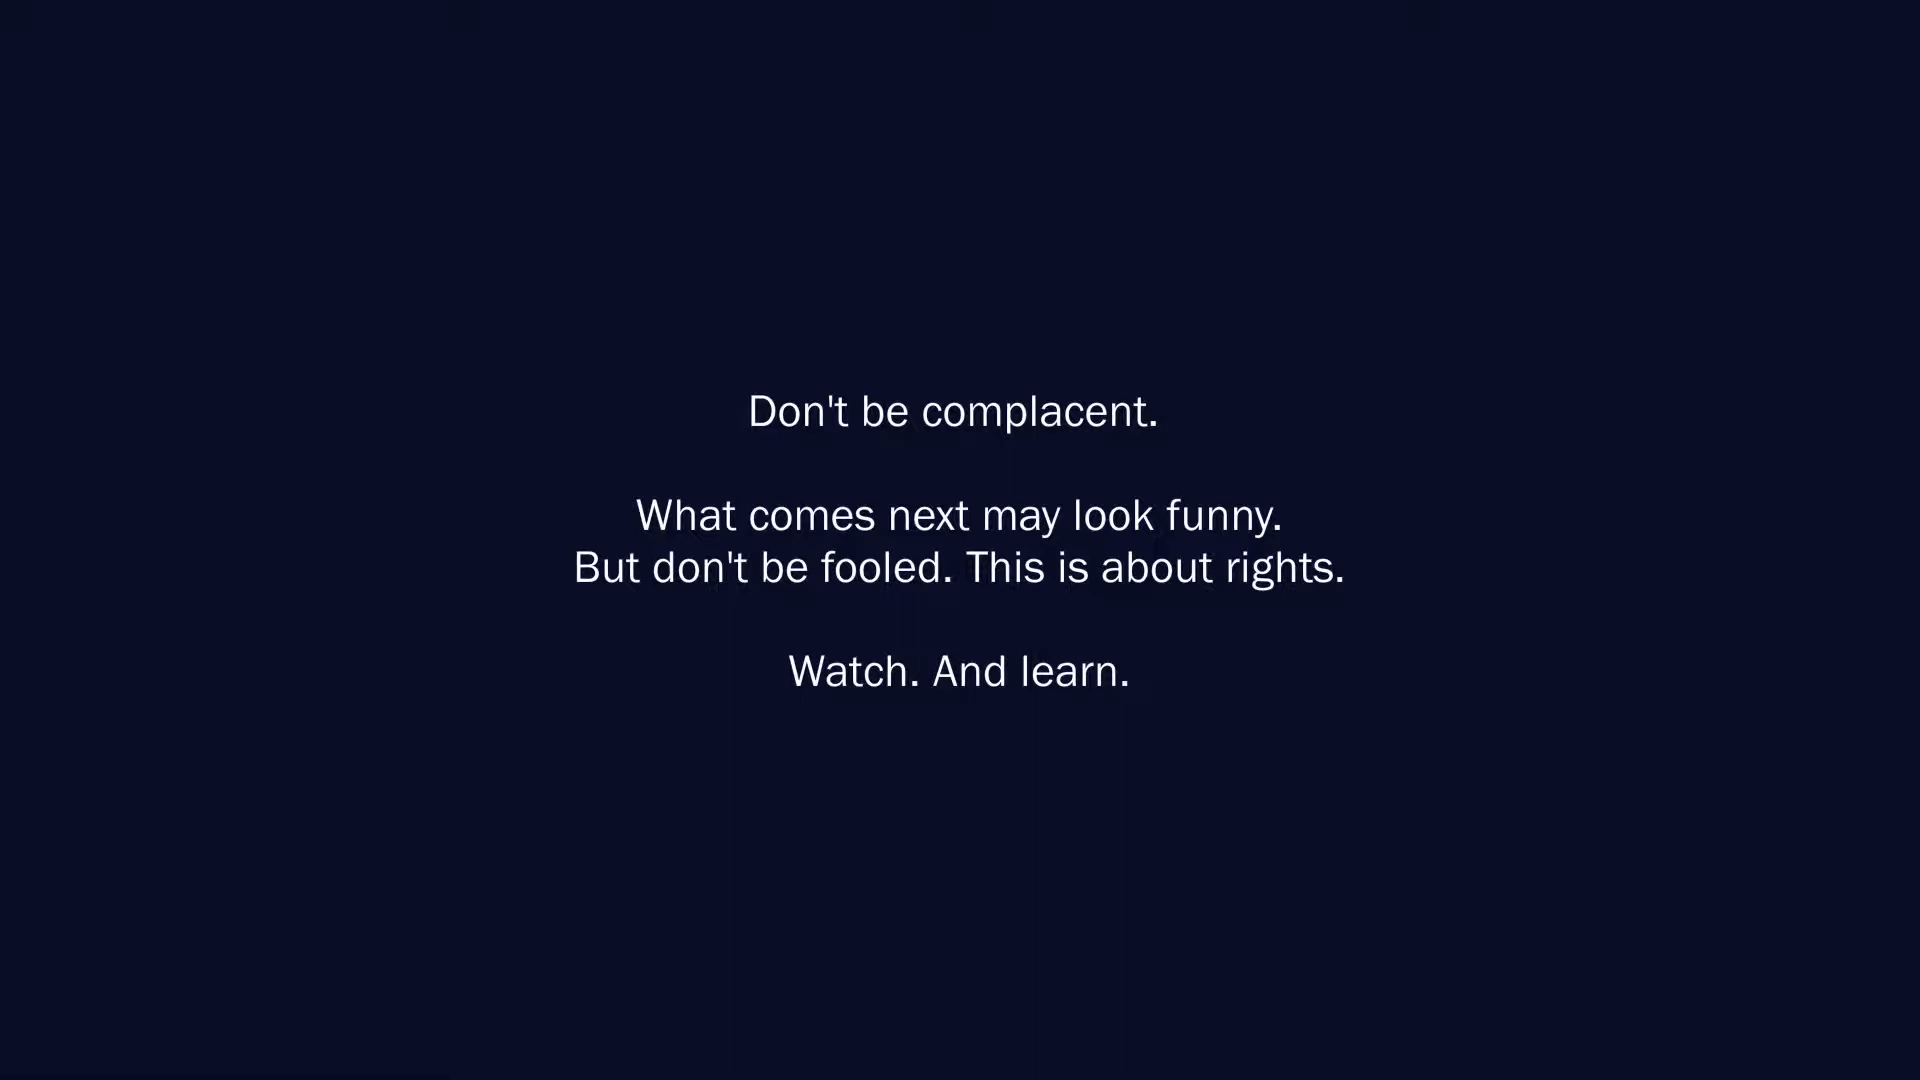 Don't be complacent.
What comes next may look funny.
But don't be fooled. This is about rights.
Watch. And learn.